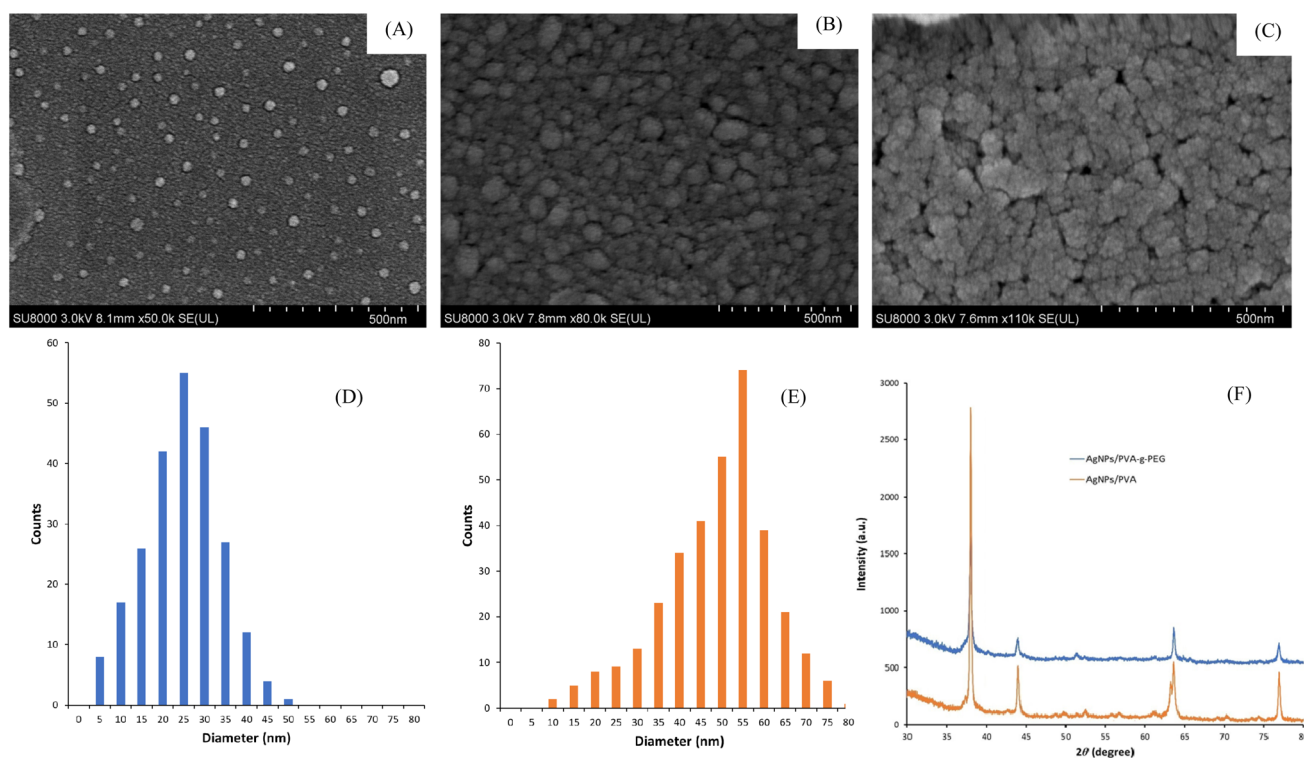 (A)
SU8000 3.0kV 8.1mm x50.0k SE(UL)
500nm
(B)
SU8000 3.0kV 7.8mm x80.0k SE(UL)
500nm
(C)
SU8000 3.0kV 7.6mm x110k SE(UL)
500nm
(D)
Counts
60
50
40
30
20
10
0
0 5 10 15 20 25 30 35 40 45 50 55 60 65 70 75 80
Diameter (nm)
(E)
Counts
80
70
60
50
40
30
20
10
0
0 5 10 15 20 25 30 35 40 45 50 55 60 65 70 75 80
Diameter (nm)
(F)
AgNPs/PVA-g-PEG
AgNPs/PVA
Intensity (a.u.)
3000
2500
2000
1500
1000
500
0
30 35 40 45 50 55 60 65 70 75 80
2θ (degree)